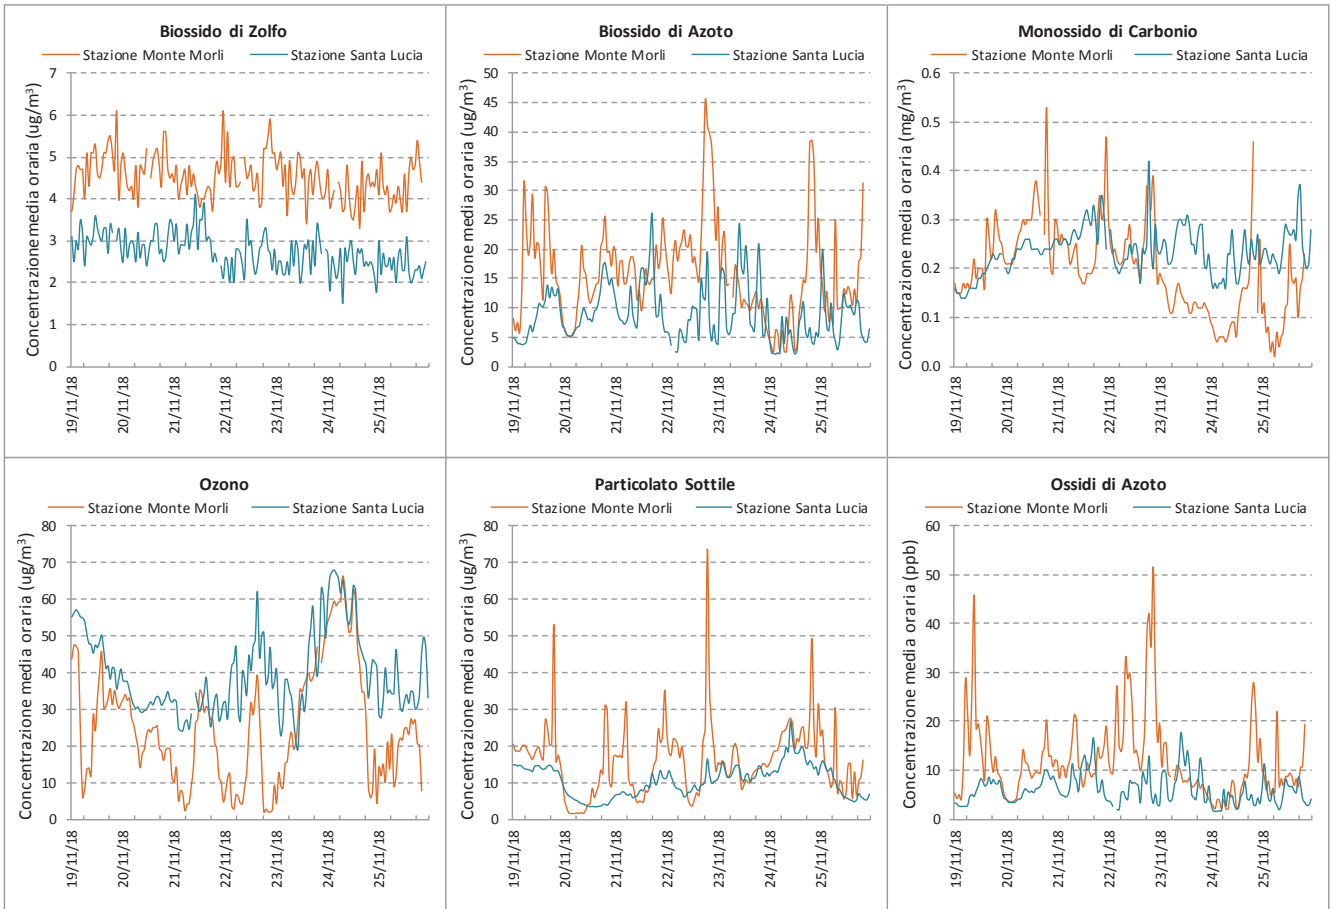 Biossido di Zolfo
Stazione Monte Morli Stazione Santa Lucia
Concentrazione media oraria (ug/m³)
7
6
5
4
3
2
1
0
19/11/18 20/11/18 21/11/18 22/11/18 23/11/18 24/11/18 25/11/18
Biossido di Azoto
Stazione Monte Morli Stazione Santa Lucia
Concentrazione media oraria (ug/m³)
50
45
40
35
30
25
20
15
10
5
0
19/11/18 20/11/18 21/11/18 22/11/18 23/11/18 24/11/18 25/11/18
Monossido di Carbonio
Stazione Monte Morli Stazione Santa Lucia
Concentrazione media oraria (mg/m³)
0.6
0.5
0.4
0.3
0.2
0.1
0.0
19/11/18 20/11/18 21/11/18 22/11/18 23/11/18 24/11/18 25/11/18
Ozono
Stazione Monte Morli Stazione Santa Lucia
Concentrazione media oraria (ug/m³)
80
70
60
50
40
30
20
10
0
19/11/18 20/11/18 21/11/18 22/11/18 23/11/18 24/11/18 25/11/18
Particolato Sottile
Stazione Monte Morli Stazione Santa Lucia
Concentrazione media oraria (ug/m³)
80
70
60
50
40
30
20
10
0
19/11/18 20/11/18 21/11/18 22/11/18 23/11/18 24/11/18 25/11/18
Ossidi di Azoto
Stazione Monte Morli Stazione Santa Lucia
Concentrazione media oraria (ppb)
60
50
40
30
20
10
0
19/11/18 20/11/18 21/11/18 22/11/18 23/11/18 24/11/18 25/11/18